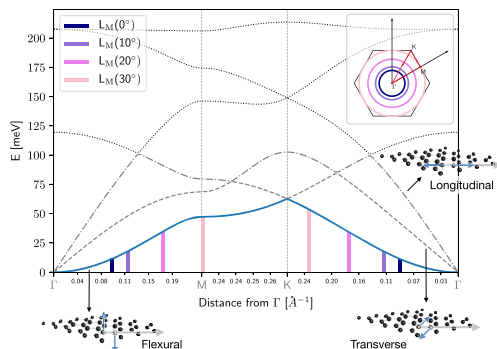 L_M(0°)
L_M(10°)
L_M(20°)
L_M(30°)
E [meV]
200
175
150
125
100
75
50
25
0
K
M
Γ
Longitudinal
Γ 0.04 0.08 0.11 0.15 0.19 M 0.24 0.24 0.25 0.26 K 0.24 0.20 0.16 0.11 0.07 0.03 Γ
Distance from Γ [Å⁻¹]
Flexural
Transverse